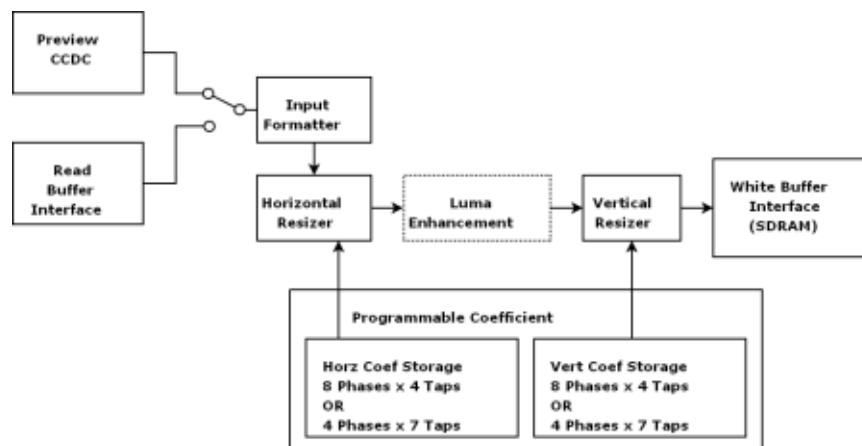 Preview
CCDC
Input
Formatter
Read
Buffer
Interface
Horizontal
Resizer
Luma
Enhancement
Vertical
Resizer
White Buffer
Interface
(SDRAM)
Programmable Coefficient
Horz Coef Storage
8 Phases x 4 Taps
OR
4 Phases x 7 Taps
Vert Coef Storage
8 Phases x 4 Taps
OR
4 Phases x 7 Taps